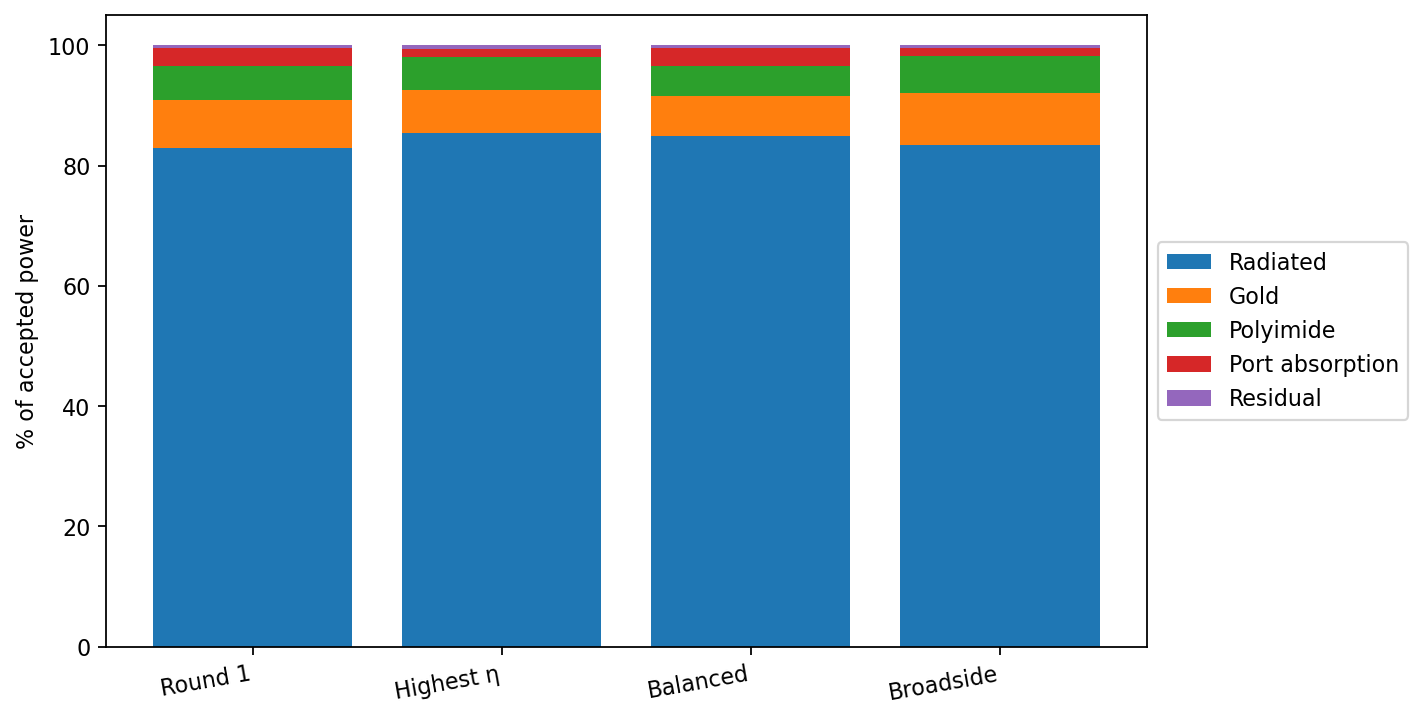 % of accepted power
100
80
60
40
20
0
Round 1
Highest η
Balanced
Broadside
Radiated
Gold
Polyimide
Port absorption
Residual